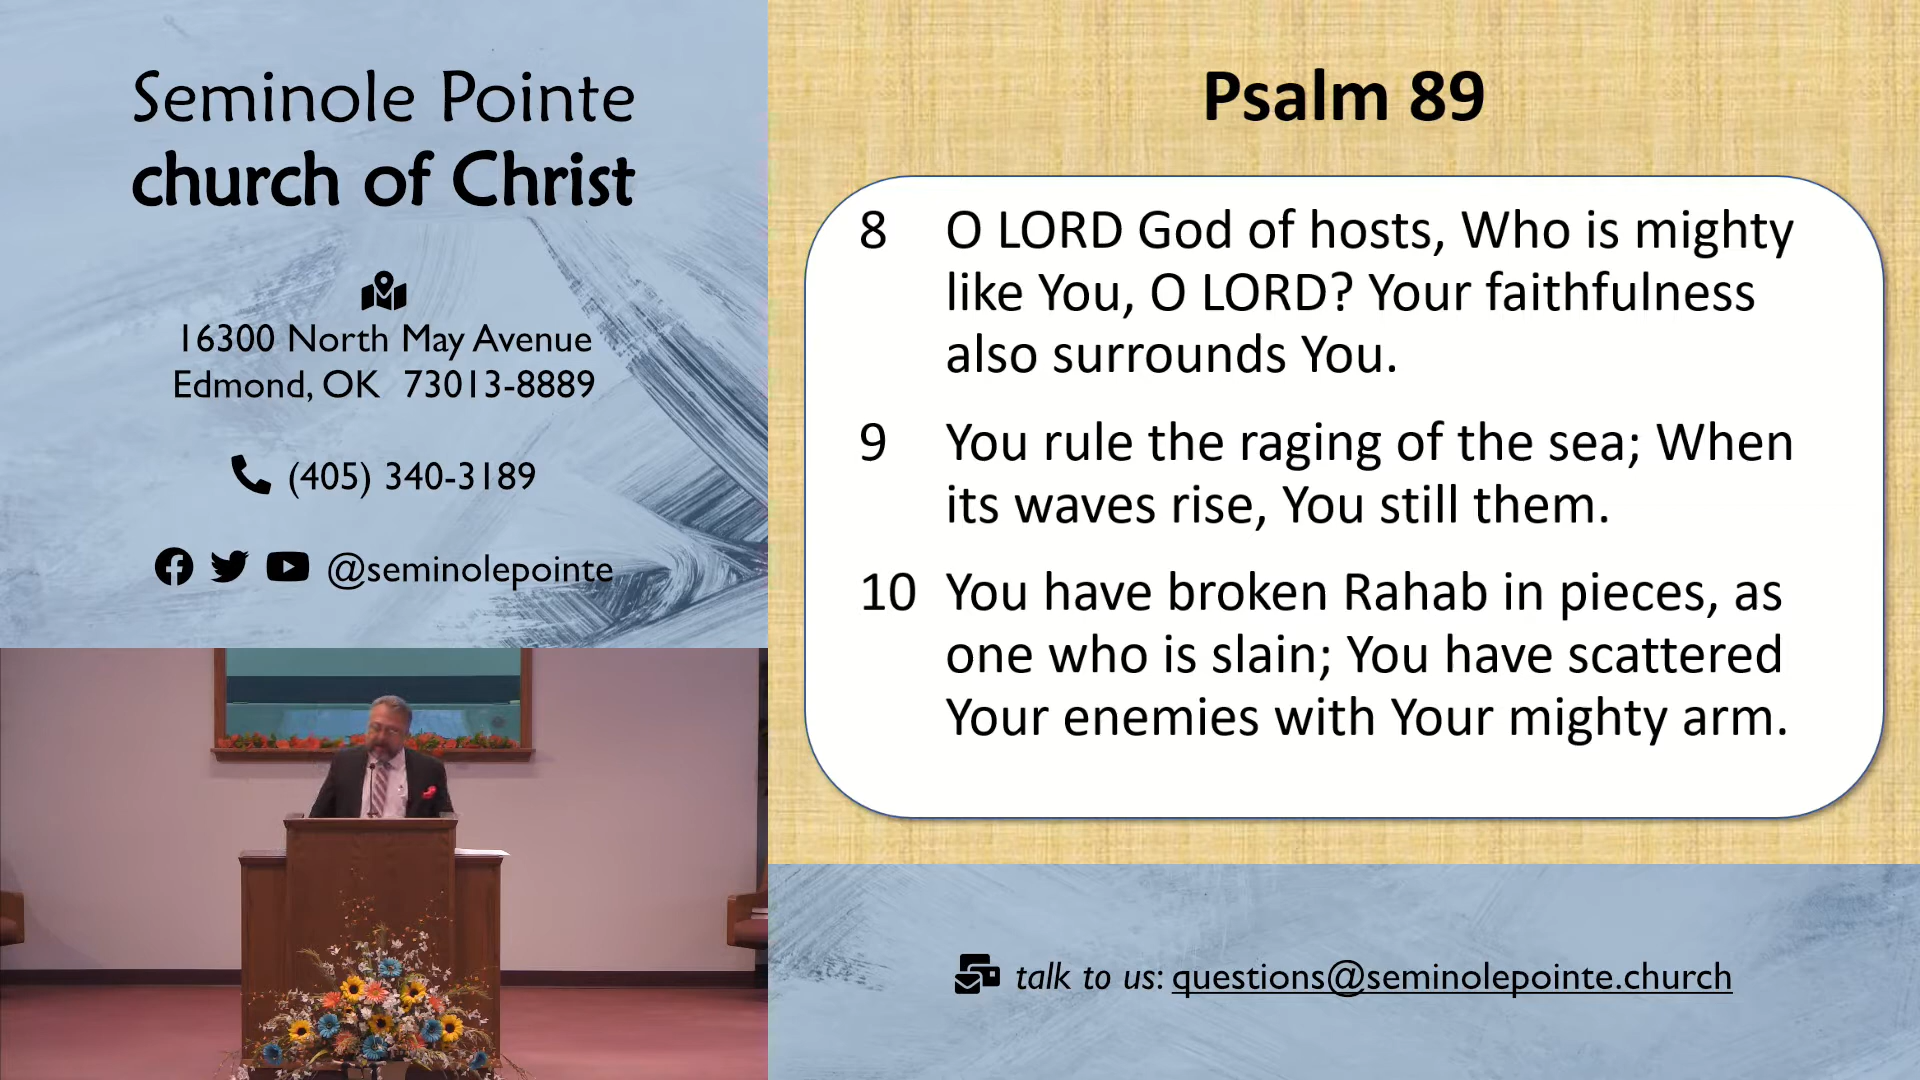 Seminole Pointe
church of Christ
16300 North May Avenue
Edmond, OK 73013-8889
(405) 340-3189
@seminolepointe
Psalm 89
8 O LORD God of hosts, Who is mighty
like You, O LORD? Your faithfulness
also surrounds You.
9 You rule the raging of the sea; When
its waves rise, You still them.
10 You have broken Rahab in pieces, as
one who is slain; You have scattered
Your enemies with Your mighty arm.
talk to us: questions@seminolepointe.church